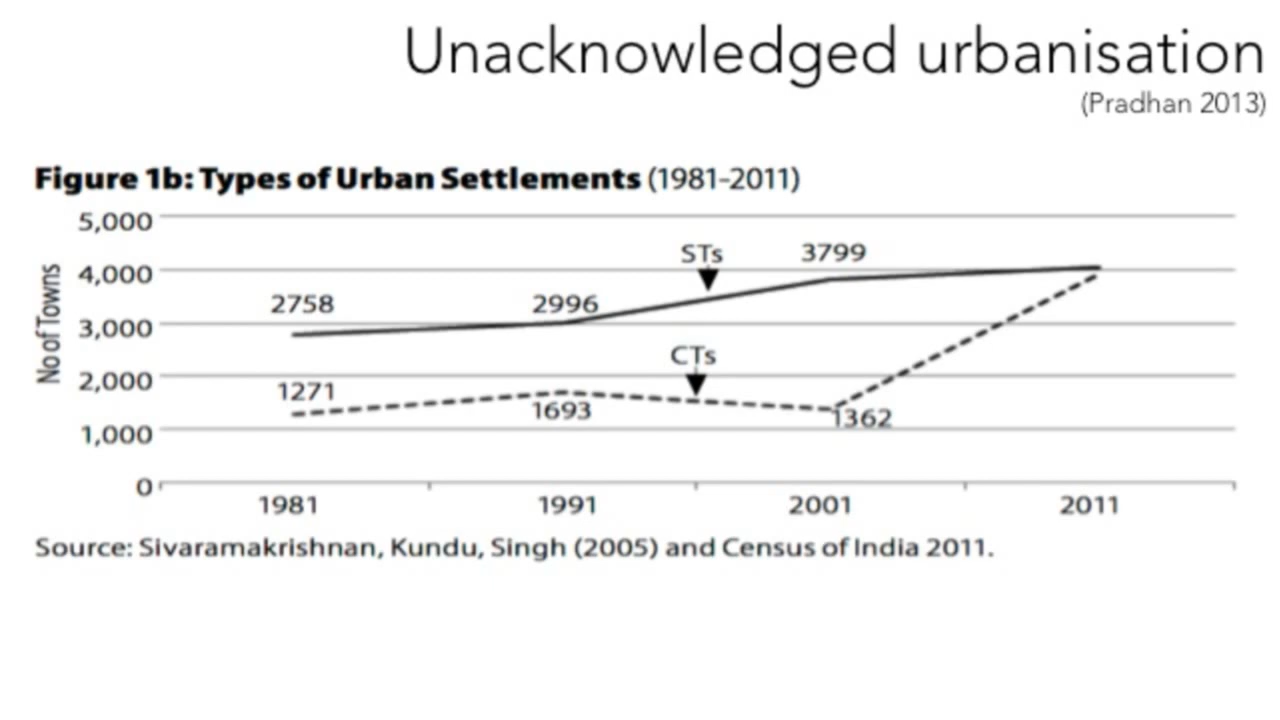 Unacknowledged urbanisation
(Pradhan 2013)
Figure 1b: Types of Urban Settlements (1981–2011)
5,000
4,000
3,000
2,000
1,000
0
No of Towns
STs
3799
2758
2996
CTs
1271
1693
1362
1981
1991
2001
2011
Source: Sivaramakrishnan, Kundu, Singh (2005) and Census of India 2011.